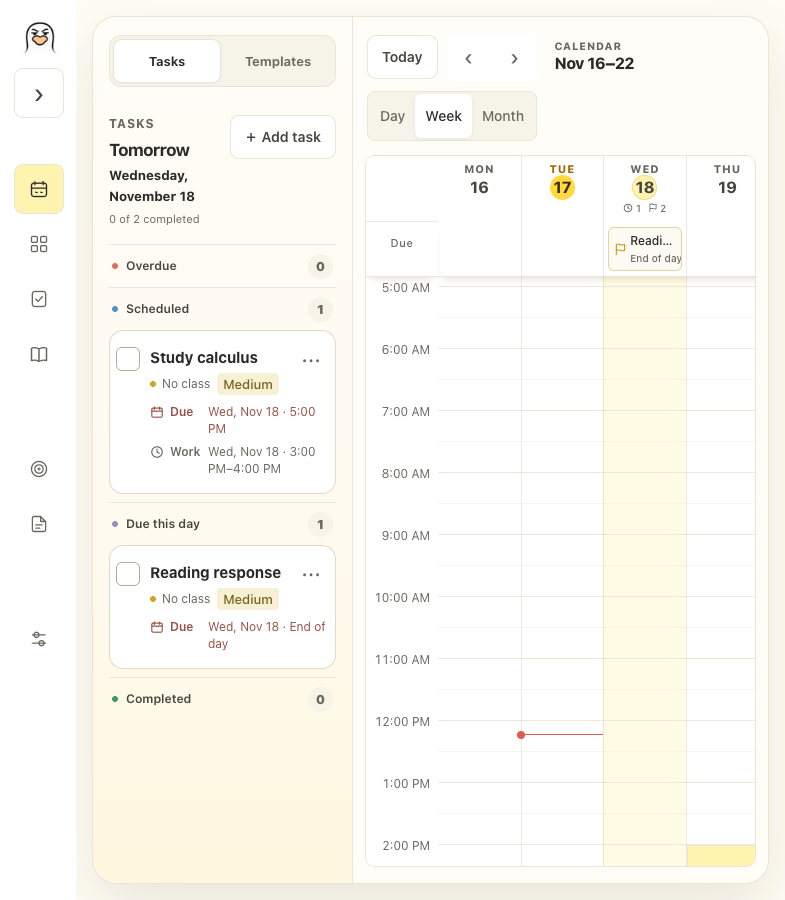 Tasks
Templates
TASKS
Tomorrow
Wednesday,
November 18
0 of 2 completed
+ Add task
Overdue
0
Scheduled
1
Study calculus
...
No class
Medium
Due
Wed, Nov 18 · 5:00
PM
Work
Wed, Nov 18 · 3:00
PM–4:00 PM
Due this day
1
Reading response
...
No class
Medium
Due
Wed, Nov 18 · End of
day
Completed
0
Today
CALENDAR
Nov 16–22
Day
Week
Month
MON
16
TUE
17
WED
18
1
2
THU
19
Due
Readi...
End of day
5:00 AM
6:00 AM
7:00 AM
8:00 AM
9:00 AM
10:00 AM
11:00 AM
12:00 PM
1:00 PM
2:00 PM